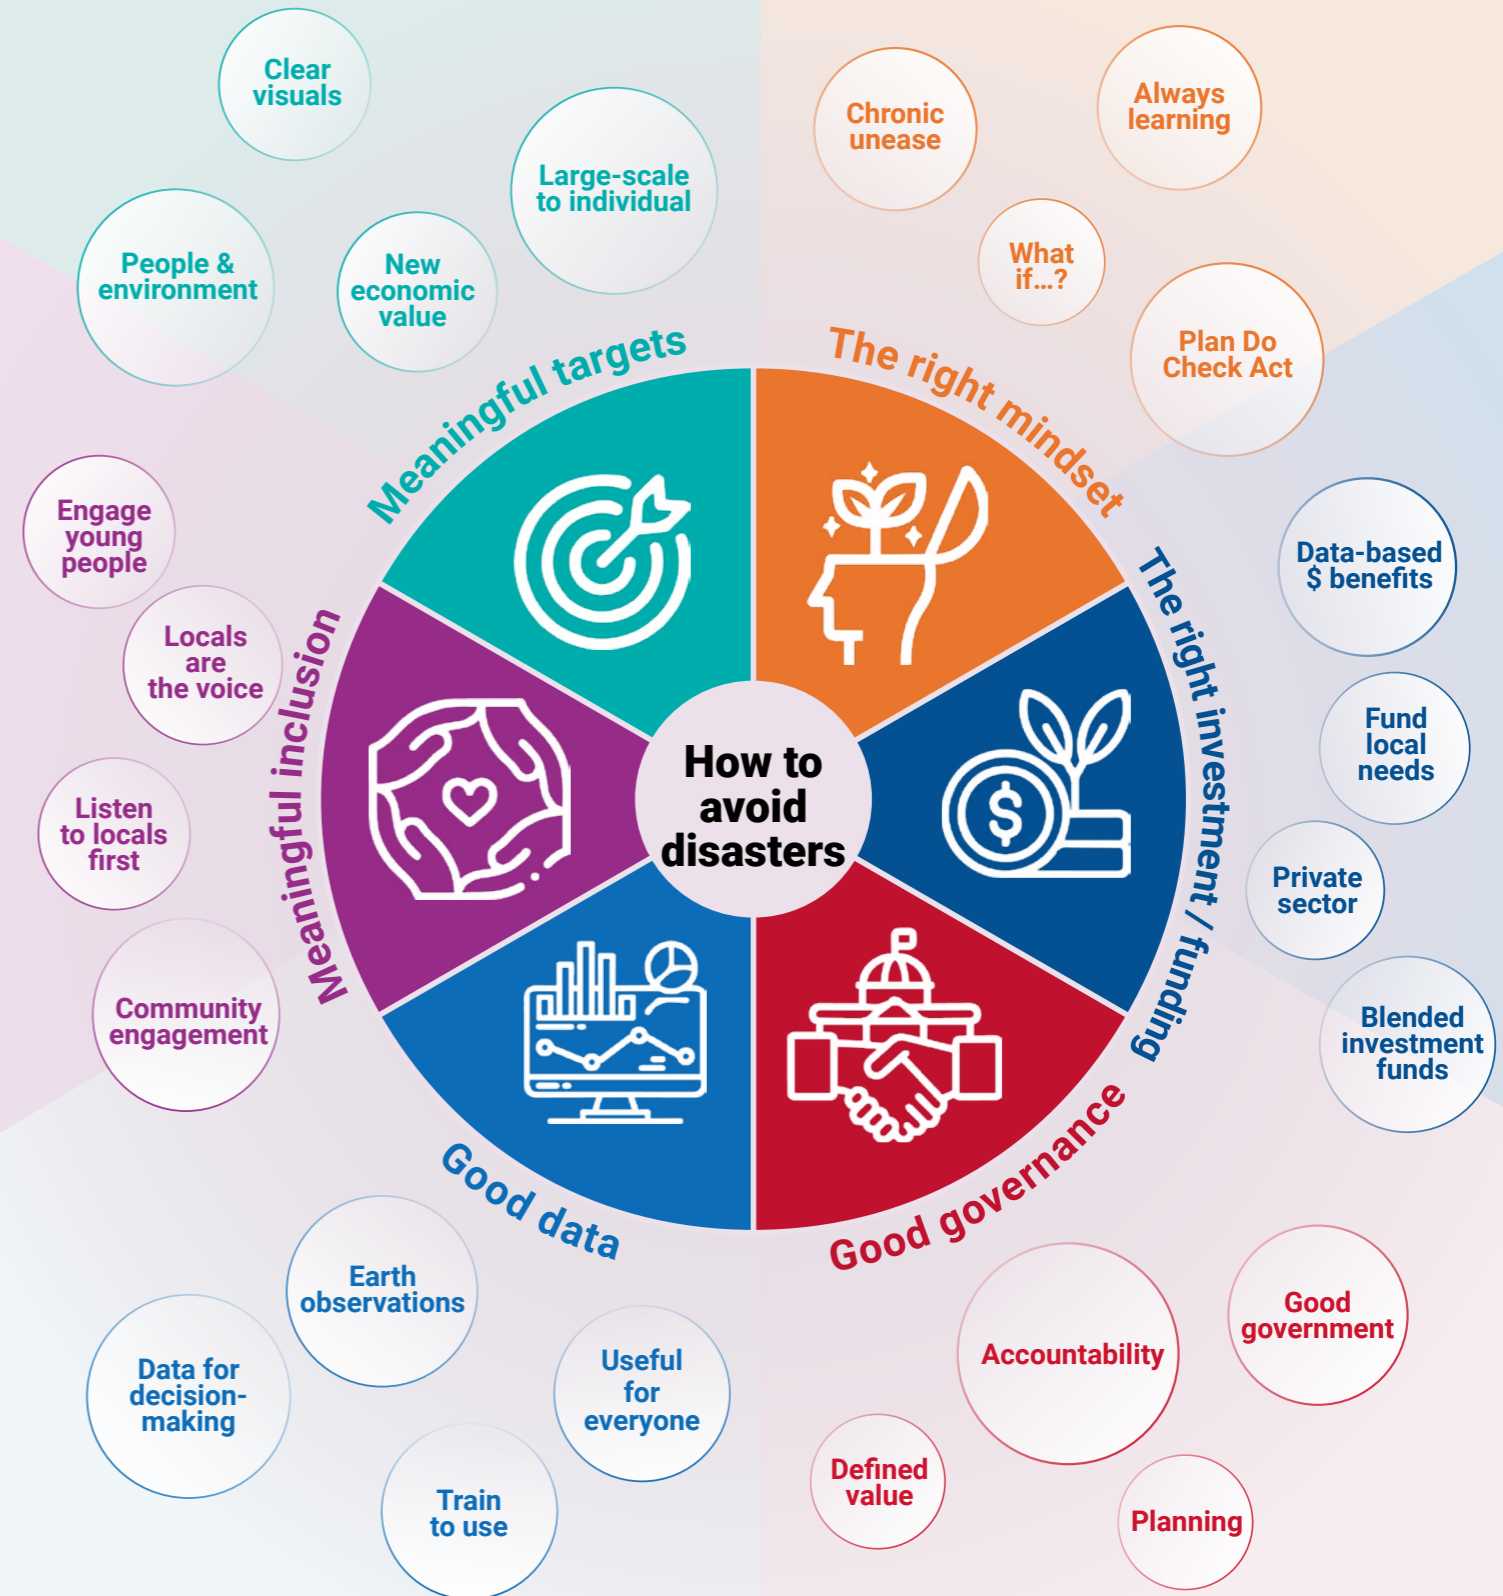 Clear
visuals
Large-scale
to individual
People &
environment
New
economic
value
Meaningful targets
Chronic
unease
Always
learning
What
if...?
Plan Do
Check Act
The right mindset
Data-based
$ benefits
Fund
local
needs
Private
sector
Blended
investment
funds
The right investment / funding
Engage
young
people
Locals
are
the voice
Listen
to locals
first
Community
engagement
Meaningful inclusion
How to
avoid
disasters
$
Good data
Earth
observations
Data for
decision-
making
Useful
for
everyone
Train
to use
Good governance
Accountability
Good
government
Defined
value
Planning